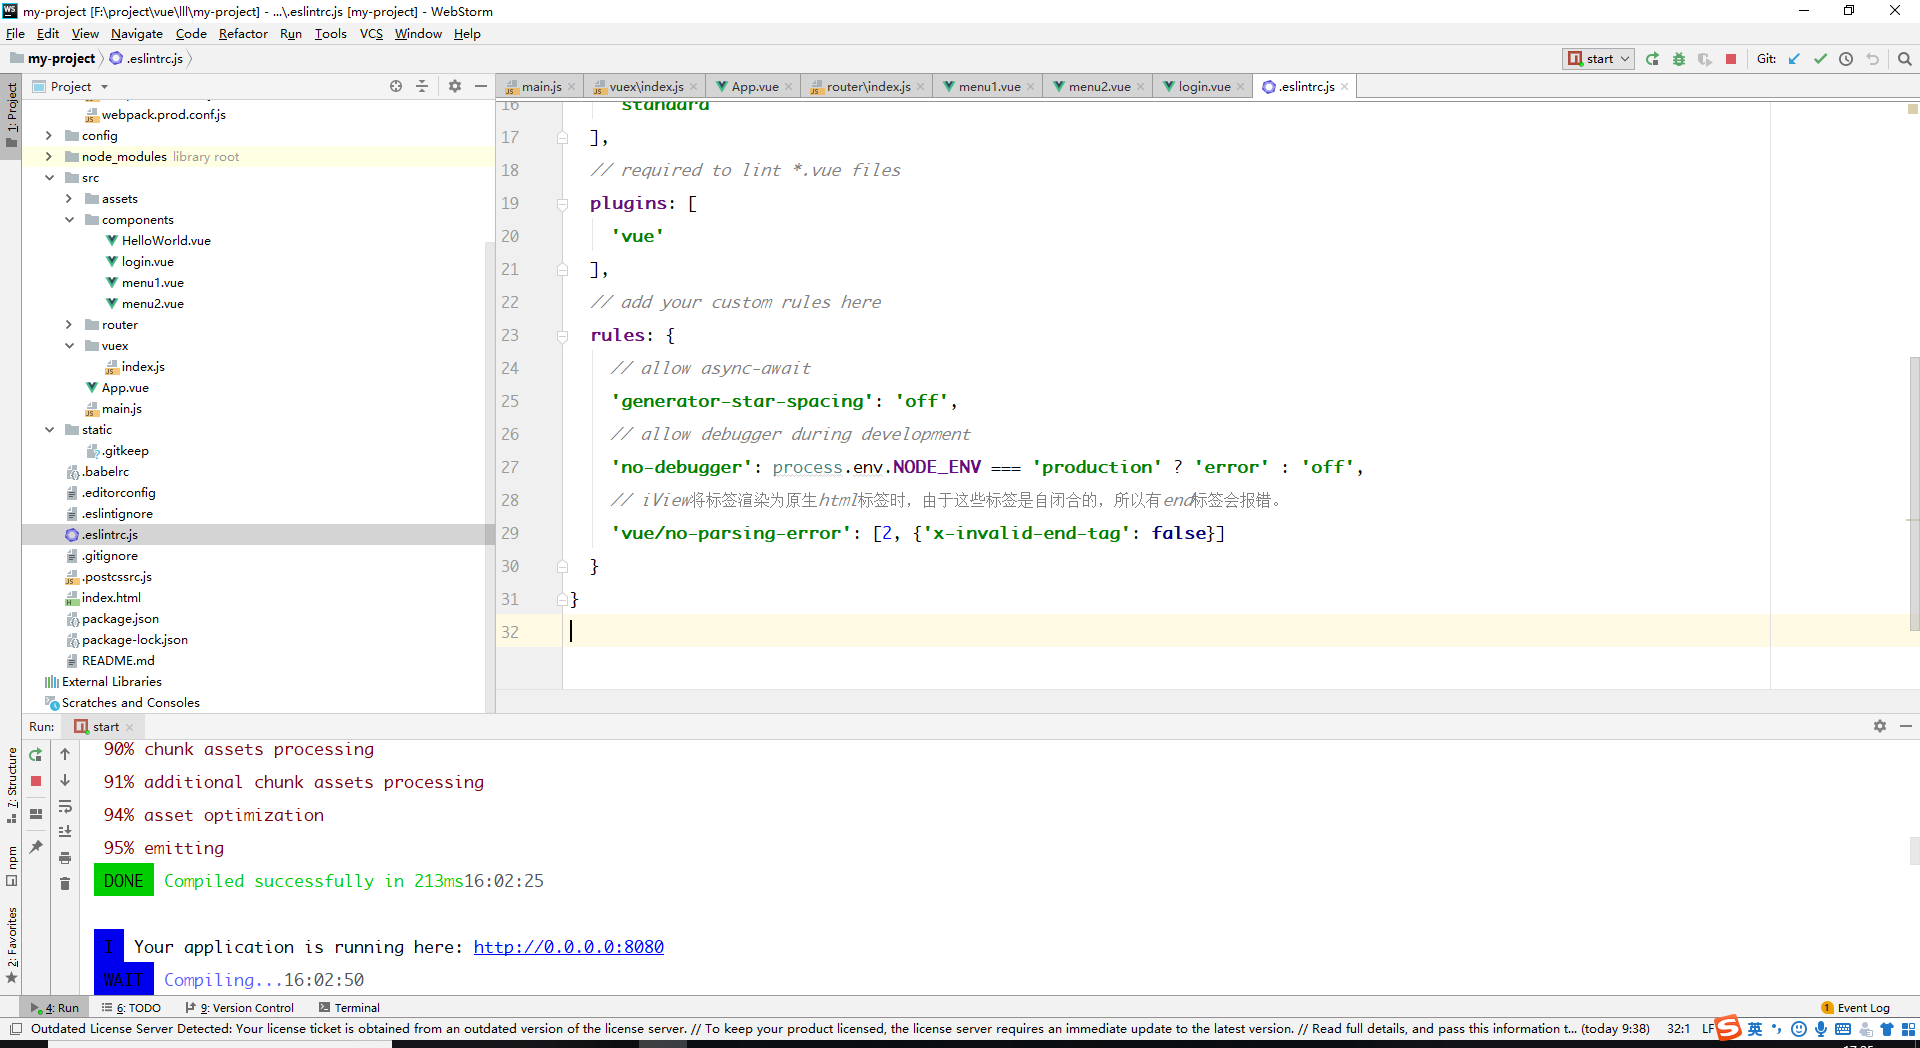 WS my-project [F:\project\vue\lll\my-project] - ...\.eslintrc.js [my-project] - WebStorm
File Edit View Navigate Code Refactor Run Tools VCS Window Help
my-project .eslintrc.js
start Git:
Project
main.js vuex\index.js App.vue router\index.js menu1.vue menu2.vue login.vue .eslintrc.js
1: Project
webpack.prod.conf.js
config
node_modules library root
src
assets
components
HelloWorld.vue
login.vue
menu1.vue
menu2.vue
router
vuex
index.js
App.vue
main.js
static
.gitkeep
.babelrc
.editorconfig
.eslintignore
.eslintrc.js
.gitignore
.postcssrc.js
index.html
package.json
package-lock.json
README.md
External Libraries
Scratches and Consoles
16 standard
17 ],
18 // required to lint *.vue files
19 plugins: [
20 'vue'
21 ],
22 // add your custom rules here
23 rules: {
24 // allow async-await
25 'generator-star-spacing': 'off',
26 // allow debugger during development
27 'no-debugger': process.env.NODE_ENV === 'production' ? 'error' : 'off',
28 // iView将标签渲染为原生html标签时，由于这些标签是自闭合的，所以有end标签会报错。
29 'vue/no-parsing-error': [2, {'x-invalid-end-tag': false}]
30 }
31 }
32
Run: start
7: Structure
npm
2: Favorites
90% chunk assets processing
91% additional chunk assets processing
94% asset optimization
95% emitting
DONE Compiled successfully in 213ms16:02:25
I Your application is running here: http://0.0.0.0:8080
WAIT Compiling...16:02:50
4: Run 6: TODO 9: Version Control Terminal 1 Event Log
Outdated License Server Detected: Your license ticket is obtained from an outdated version of the license server. // To keep your product licensed, the license server requires an immediate update to the latest version. // Read full details, and pass this information t... (today 9:38) 32:1 LF S 英